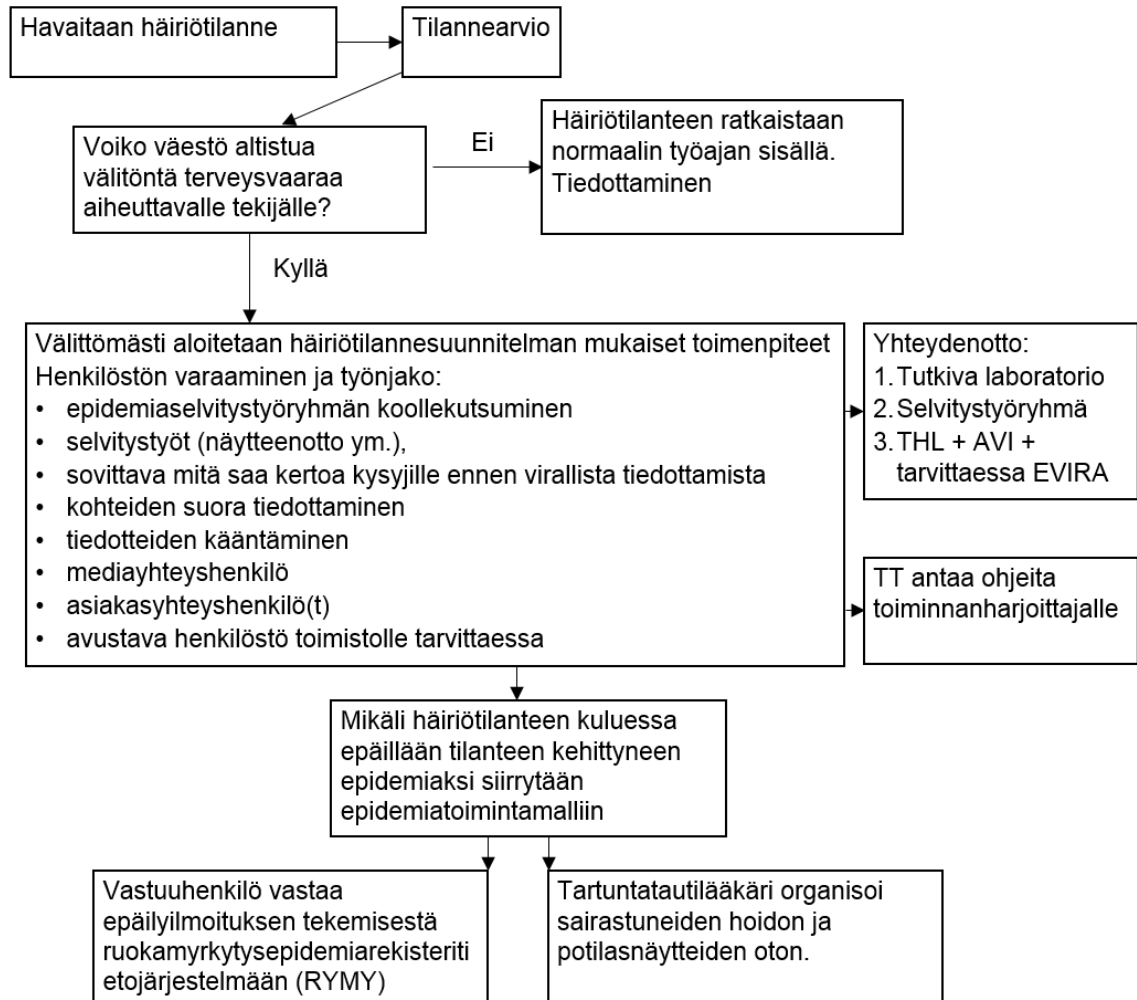 Havaitaan häiriötilanne
Tilannearvio
Voiko väestö altistua
välitöntä terveysvaaraa
aiheuttavalle tekijälle?
Ei
Häiriötilanteen ratkaistaan
normaalin työajan sisällä.
Tiedottaminen
Kyllä
Välittömästi aloitetaan häiriötilannesuunnitelman mukaiset toimenpiteet
Henkilöstön varaaminen ja työnjako:
• epidemiaselvitystyöryhmän koollekutsuminen
• selvitystyöt (näytteenotto ym.),
• sovittava mitä saa kertoa kysyjille ennen virallista tiedottamista
• kohteiden suora tiedottaminen
• tiedotteiden kääntäminen
• mediayhteyshenkilö
• asiakasyhteyshenkilö(t)
• avustava henkilöstö toimistolle tarvittaessa
Yhteydenotto:
1. Tutkiva laboratorio
2. Selvitystyöryhmä
3. THL + AVI +
tarvittaessa EVIRA
TT antaa ohjeita
toiminnanharjoittajalle
Mikäli häiriötilanteen kuluessa
epäillään tilanteen kehittyneen
epidemiaksi siirrytään
epidemiatoimintamalliin
Vastuuhenkilö vastaa
epäilyilmoituksen tekemisestä
ruokamyrkytysepidemiarekisteriti
etojärjestelmään (RYMY)
Tartuntatautilääkäri organisoi
sairastuneiden hoidon ja
potilasnäytteiden oton.